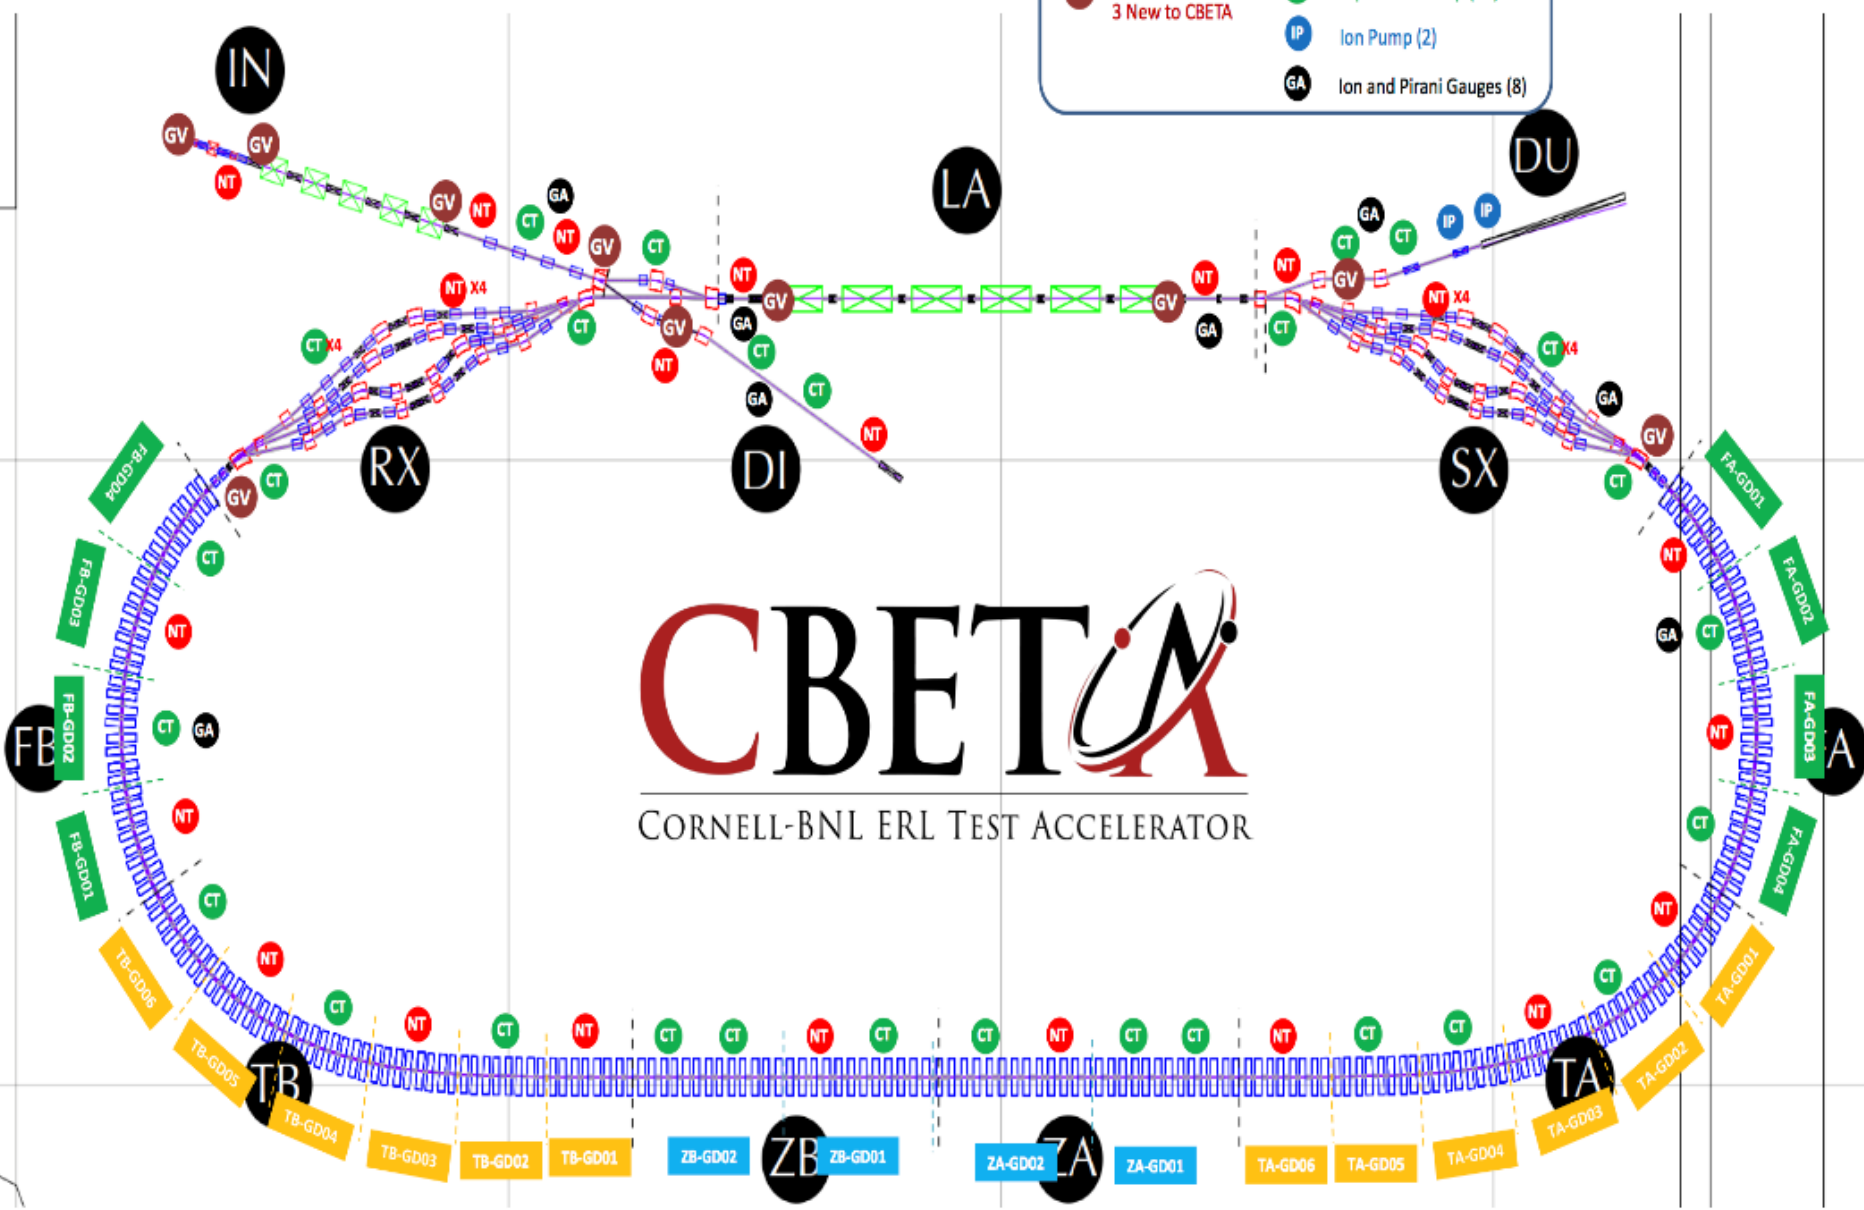 3 New to CBETA
IP Ion Pump (2)
GA Ion and Pirani Gauges (8)
IN
GV
GV
NT
GV
NT
GA
CT
NT
GV
CT
LA
DU
GA
CT
CT
IP
IP
NT
GV
GA
NT
GV
NT
GA
GV
CT
NT X4
CT X4
CT
GV
NT
CT
GA
CT
NT
NT X4
CT X4
GA
GV
CT
RX
DI
SX
GV
CT
FB-GD04
CT
FB-GD03
NT
FB
FB-GD02
CT
GA
NT
FB-GD01
CT
FA-GD01
NT
FA-GD02
GA
CT
FA-GD03
A
NT
CT
FA-GD04
NT
CBETA
CORNELL-BNL ERL TEST ACCELERATOR
TB-GD06
NT
TB-GD05
TB
CT
TB-GD04
NT
TB-GD03
CT
TB-GD02
NT
TB-GD01
CT
CT
ZB-GD02
ZB
NT
CT
ZB-GD01
CT
NT
ZA-GD02
ZA
CT
CT
ZA-GD01
NT
TA-GD06
CT
TA-GD05
CT
TA-GD04
NT
TA
TA-GD03
CT
TA-GD02
TA-GD01